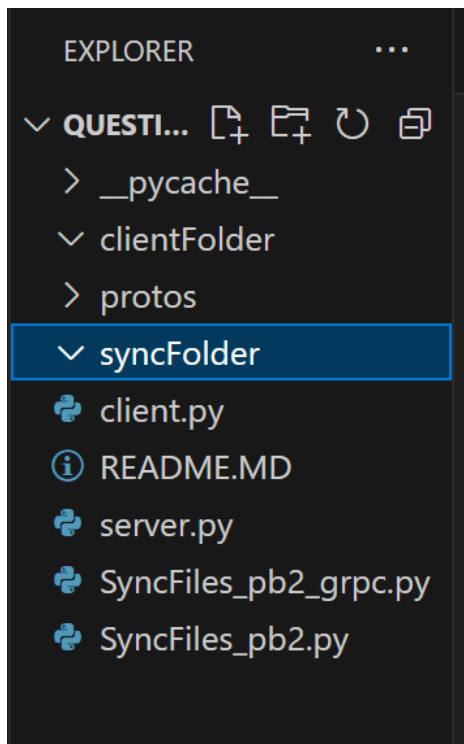 EXPLORER ...
QUESTI...
__pycache__
clientFolder
protos
syncFolder
client.py
README.MD
server.py
SyncFiles_pb2_grpc.py
SyncFiles_pb2.py